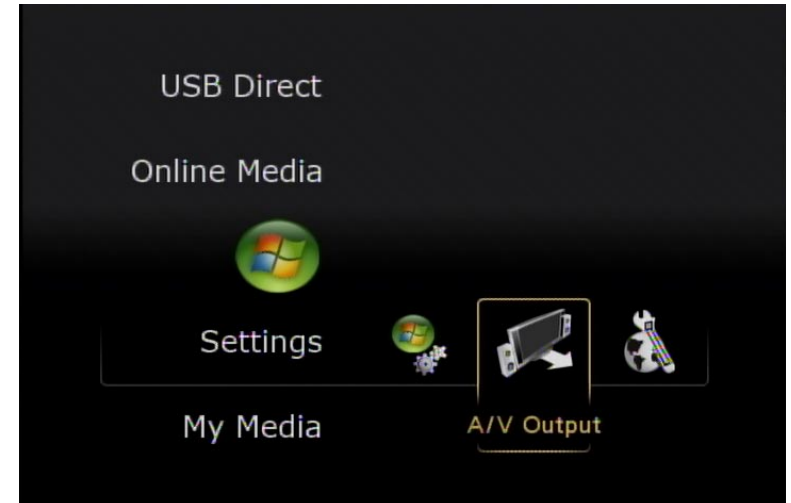 USB Direct
Online Media
Settings
My Media
A/V Output